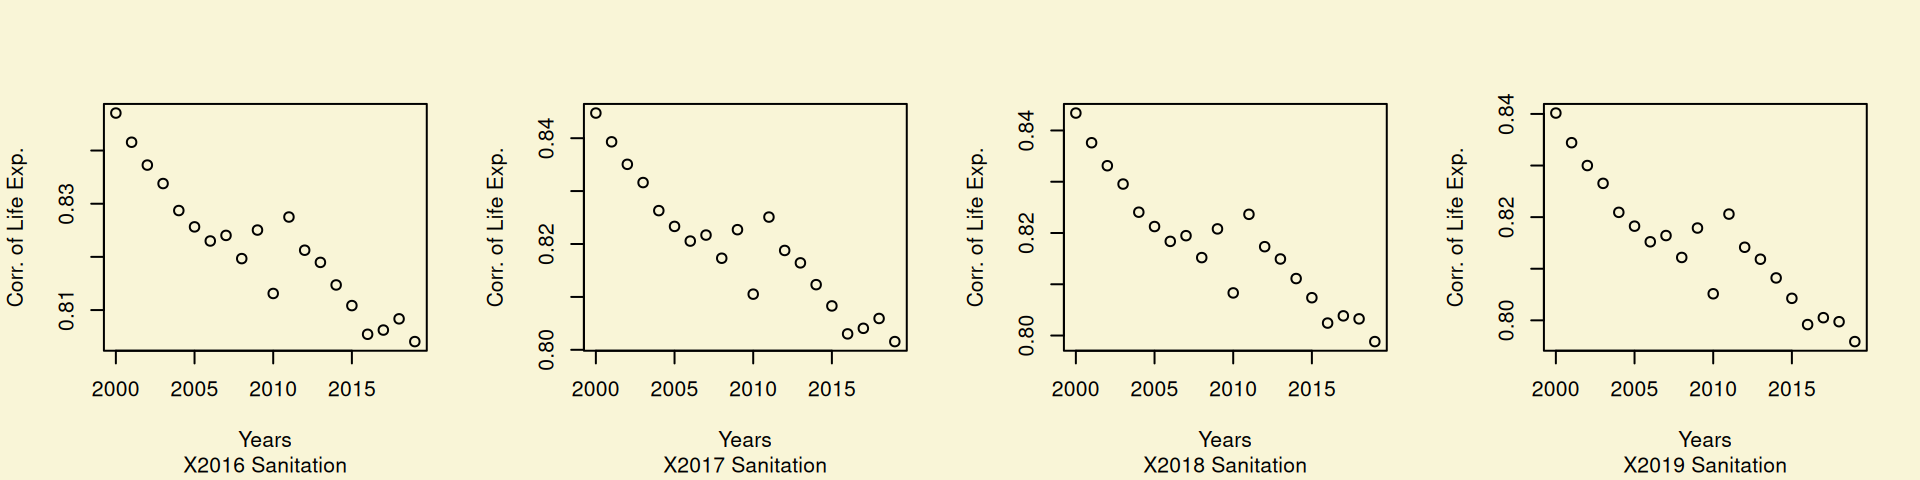 Corr. of Life Exp.
0.83
0.81
2000 2005 2010 2015
Years
X2016 Sanitation
Corr. of Life Exp.
0.84
0.82
0.80
2000 2005 2010 2015
Years
X2017 Sanitation
Corr. of Life Exp.
0.84
0.82
0.80
2000 2005 2010 2015
Years
X2018 Sanitation
Corr. of Life Exp.
0.84
0.82
0.80
2000 2005 2010 2015
Years
X2019 Sanitation